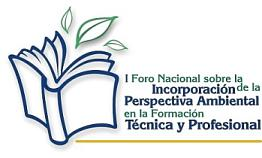 I Foro Nacional sobre la
Incorporación de la
Perspectiva Ambiental
en la Formación
Técnica y Profesional